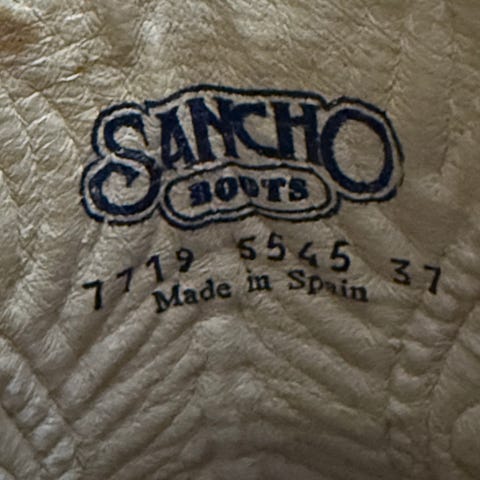 SANCHO
BOOTS
7719 5545 37
Made in Spain